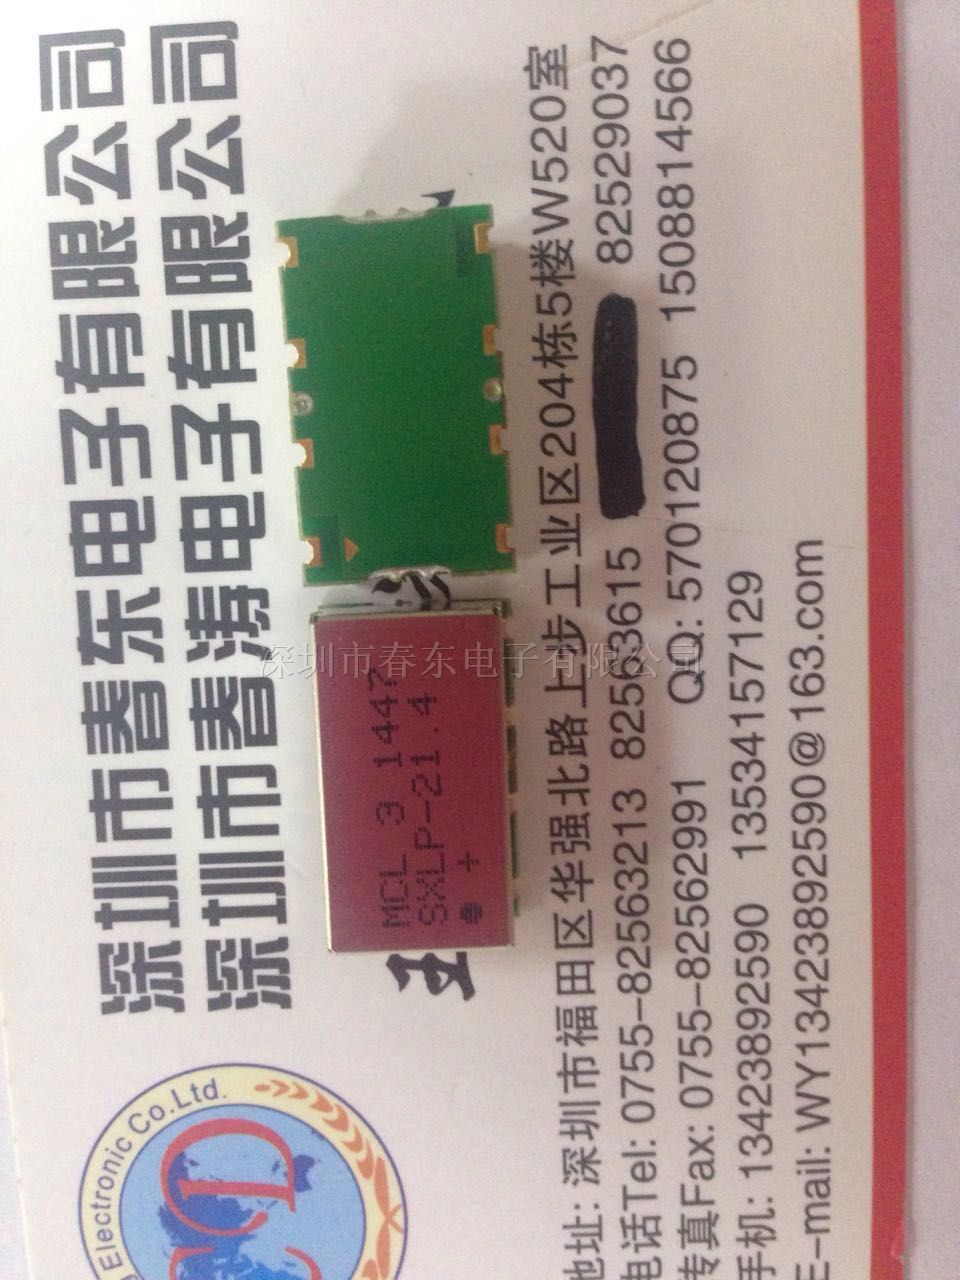 深圳市春东电子有限公司
深圳市春涛电子有限公司
王
MCL 3 1447
SXLP-21.4
+
深圳市春东电子有限公司
地址: 深圳市福田区华强北路上步工业区204栋5楼W520室
电话Tel: 0755-82563213 82563615 82529037
传真Fax: 0755-82562991 QQ: 570120875 1508814566
手机: 13423892590 13534157129
E-mail: WY13423892590@163.com
Electronic Co.Ltd.
CD